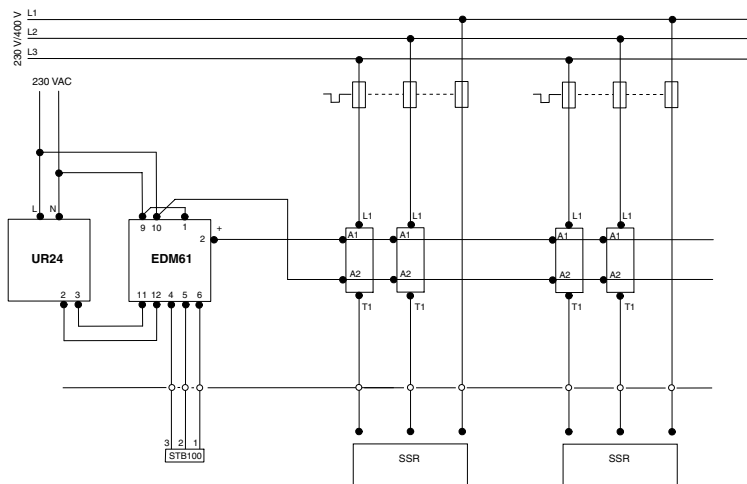 230 V/400 V
L1
L2
L3
230 VAC
L N
9 10 1
2 +
UR24
EDM61
2 3
11 12 4 5 6
L1 L1 L1 L1
A1 A1 A1 A1
A2 A2 A2 A2
T1 T1 T1 T1
3 2 1
STB100
SSR SSR